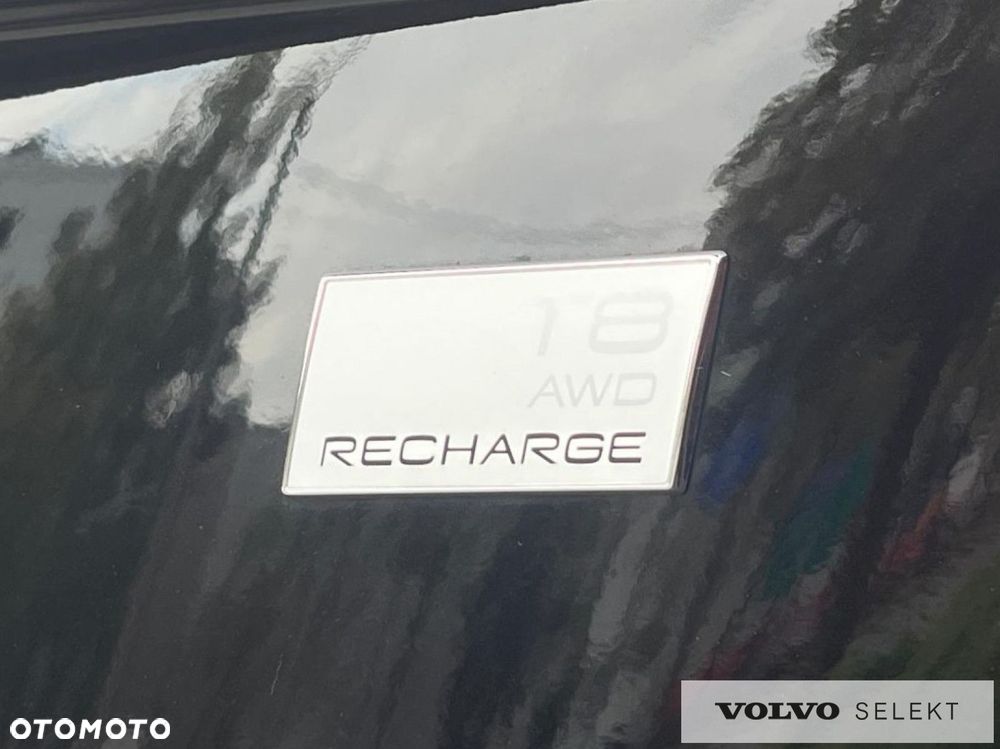 T8
AWD
RECHARGE
OTOMOTO
VOLVO SELEKT